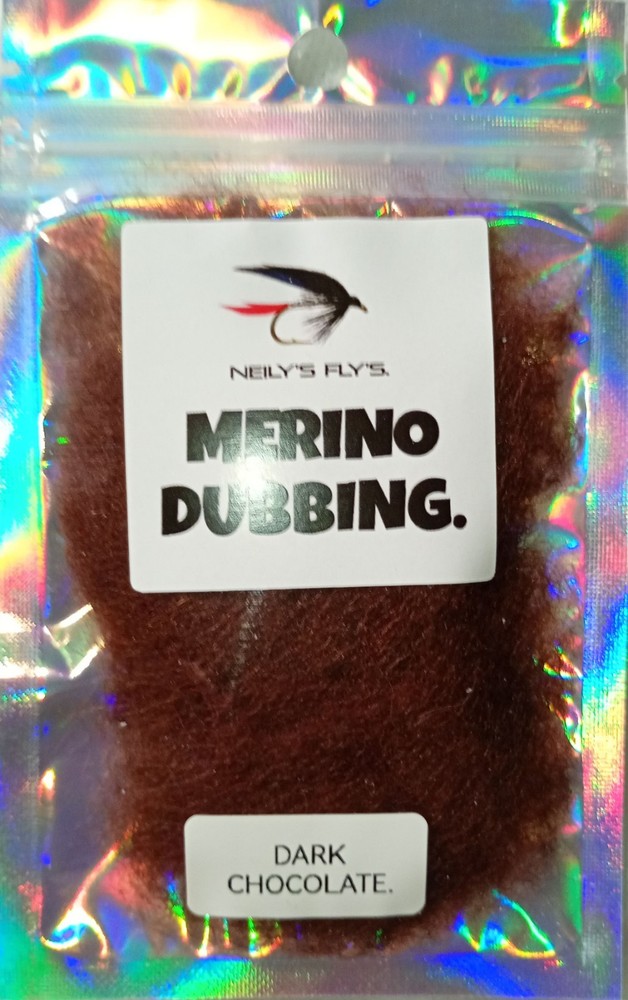 NEILY'S FLY'S.
MERINO
DUBBING.
DARK
CHOCOLATE.